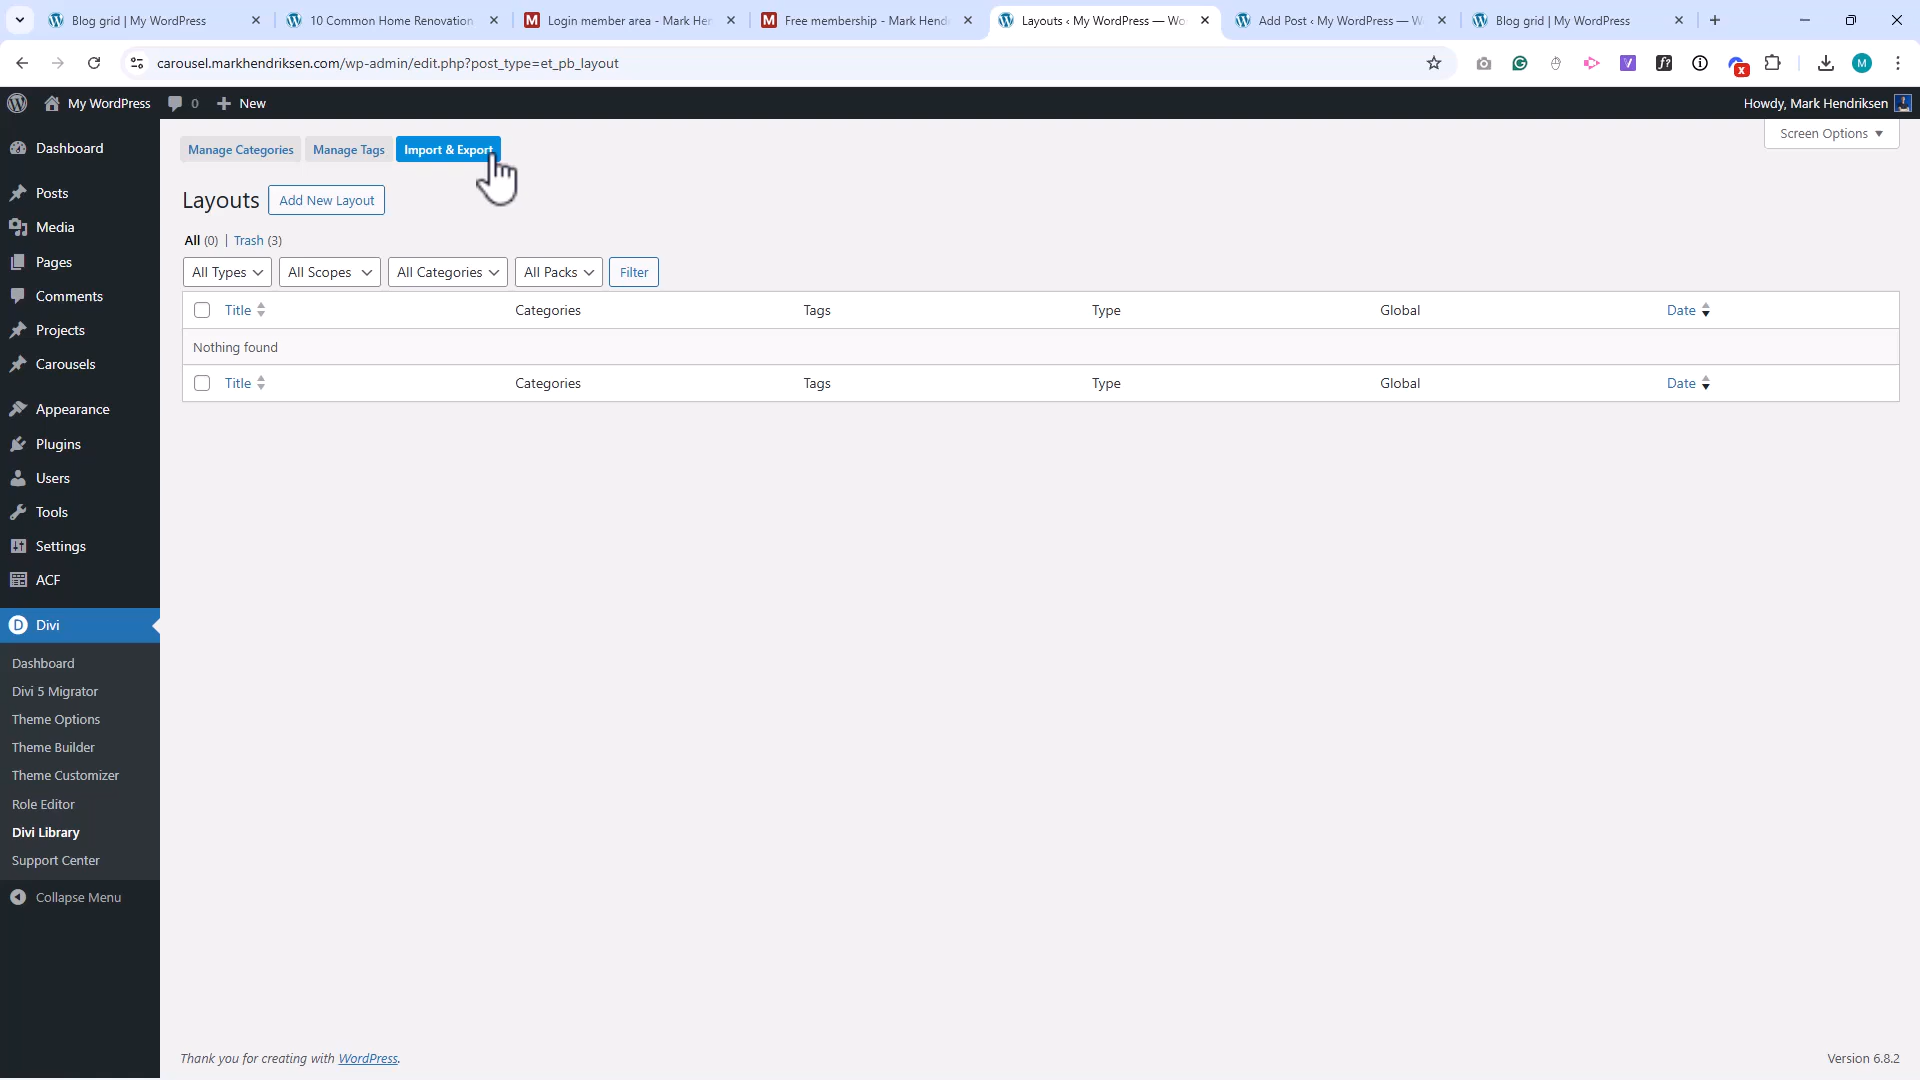 Blog grid | My WordPress
10 Common Home Renovation
Login member area - Mark Her
Free membership - Mark Hend
Layouts ‹ My WordPress — Wo
Add Post ‹ My WordPress — W
Blog grid | My WordPress
carousel.markhendriksen.com/wp-admin/edit.php?post_type=et_pb_layout
My WordPress
0
New
Howdy, Mark Hendriksen
Manage Categories
Manage Tags
Import & Export
Screen Options
Layouts
Add New Layout
All (0) | Trash (3)
All Types
All Scopes
All Categories
All Packs
Filter
Title Categories Tags Type Global Date
Nothing found
Title Categories Tags Type Global Date
Dashboard
Posts
Media
Pages
Comments
Projects
Carousels
Appearance
Plugins
Users
Tools
Settings
ACF
Divi
Dashboard
Divi 5 Migrator
Theme Options
Theme Builder
Theme Customizer
Role Editor
Divi Library
Support Center
Collapse Menu
Thank you for creating with WordPress.
Version 6.8.2